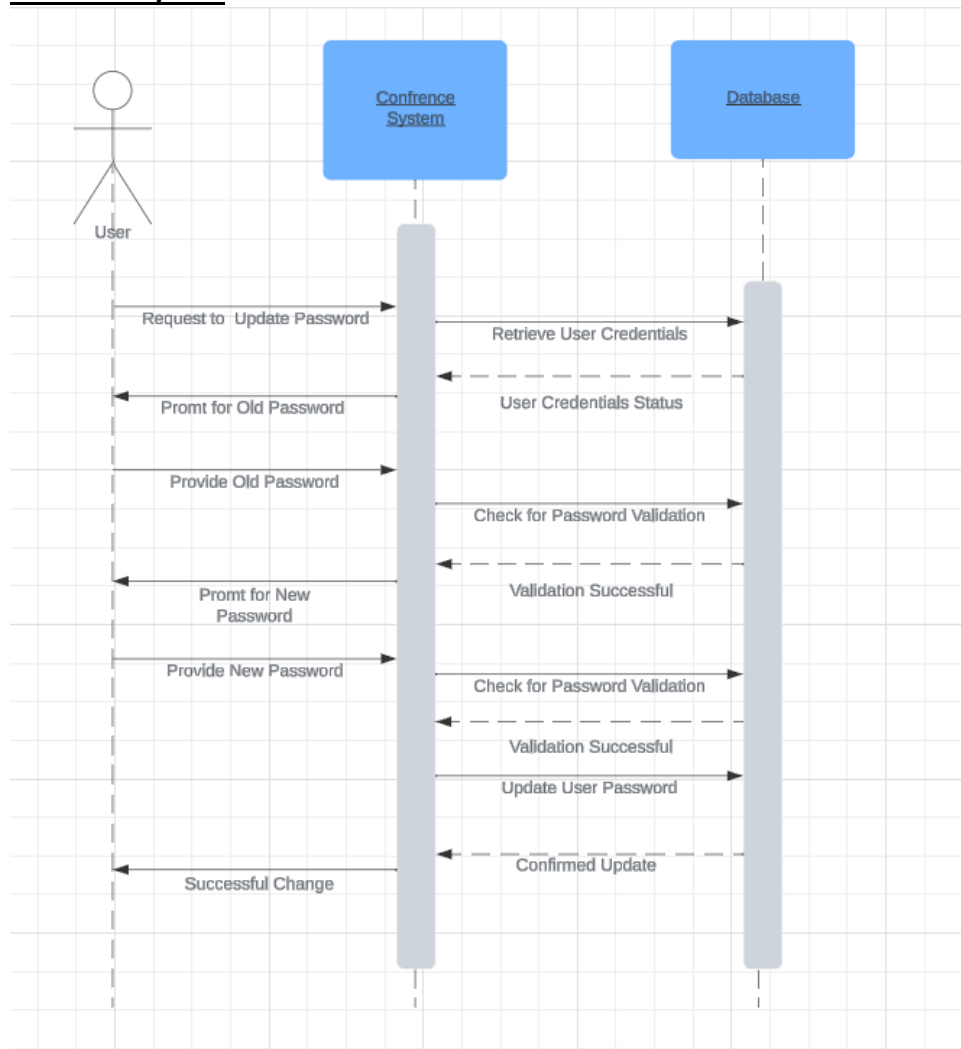 Confrence
System
Database
User
Request to Update Password
Retrieve User Credentials
User Credentials Status
Promt for Old Password
Provide Old Password
Check for Password Validation
Validation Successful
Promt for New
Password
Provide New Password
Check for Password Validation
Validation Successful
Update User Password
Confirmed Update
Successful Change